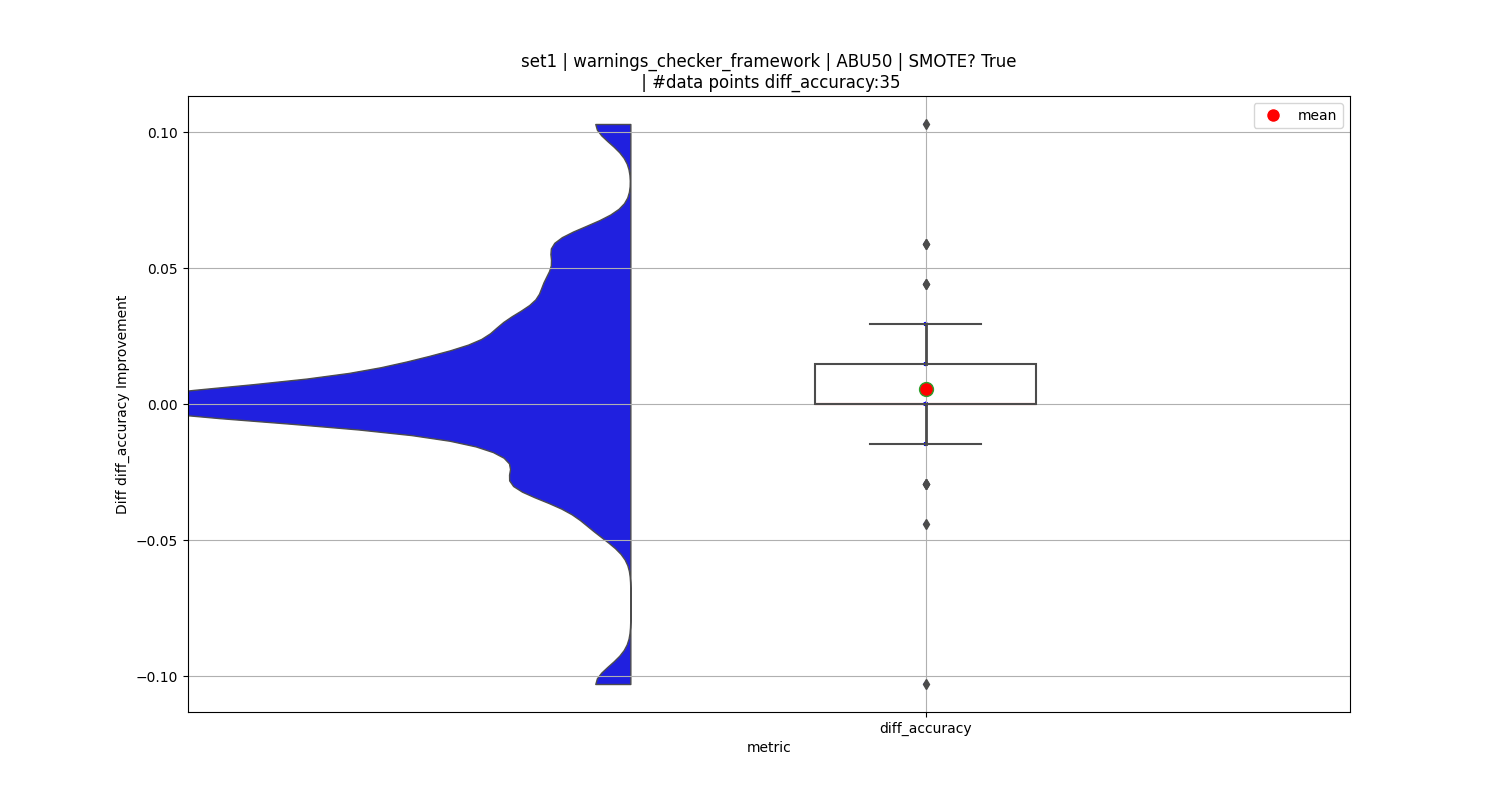 set1 | warnings_checker_framework | ABU50 | SMOTE? True
| #data points diff_accuracy:35
mean
0.10
0.05
0.00
−0.05
−0.10
Diff diff_accuracy Improvement
diff_accuracy
metric